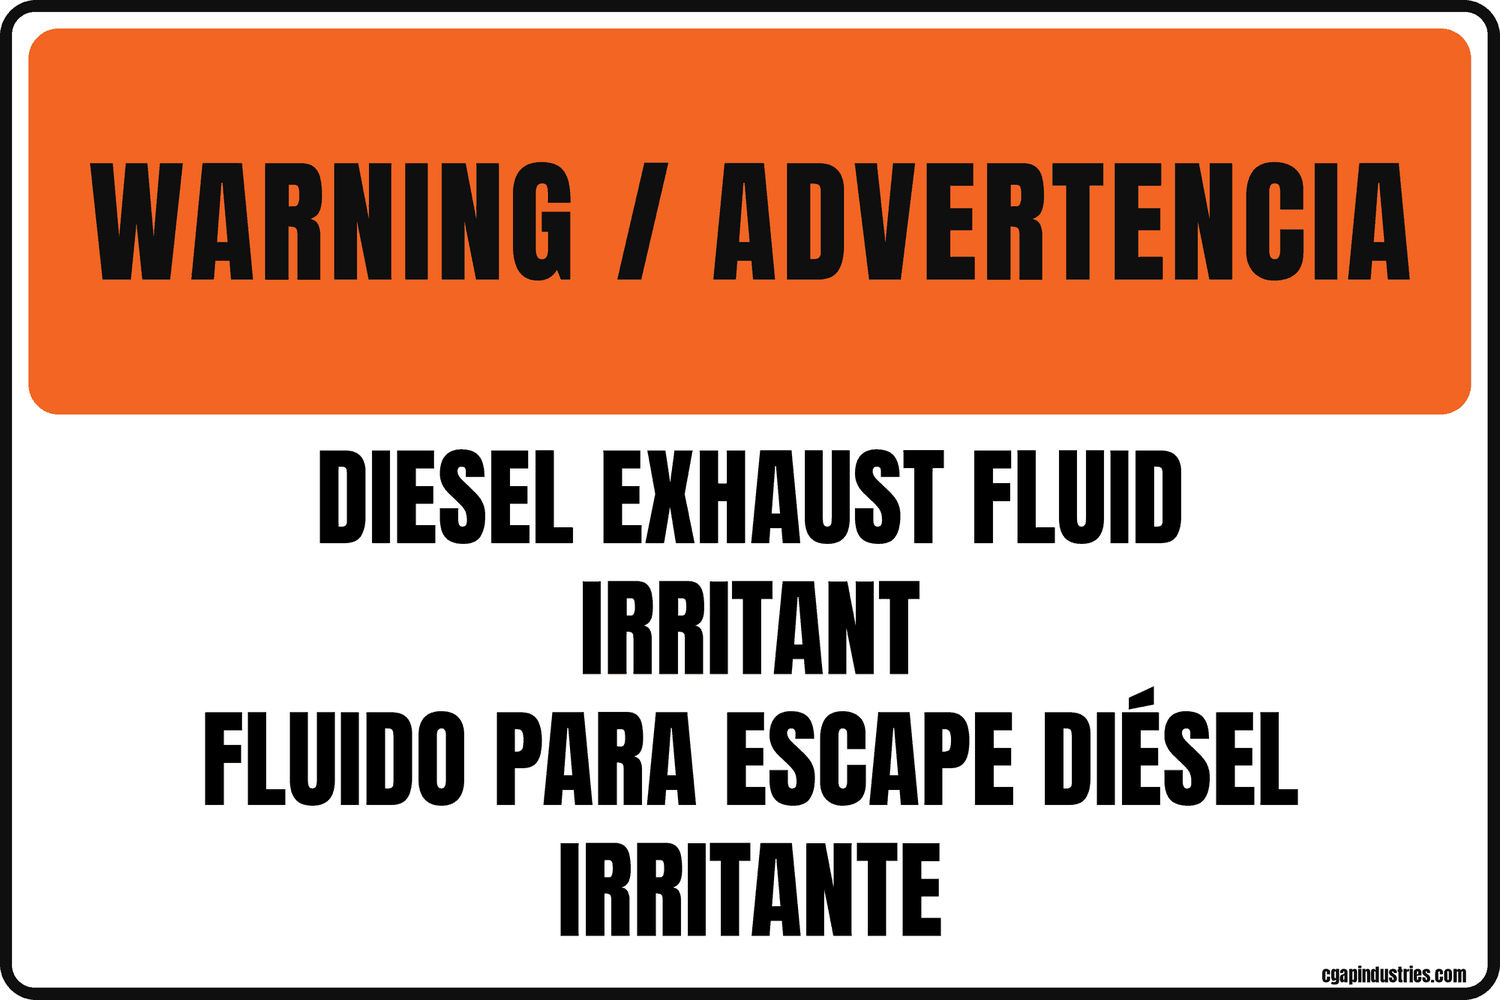 WARNING / ADVERTENCIA
DIESEL EXHAUST FLUID
IRRITANT
FLUIDO PARA ESCAPE DIÉSEL
IRRITANTE
cgapindustries.com